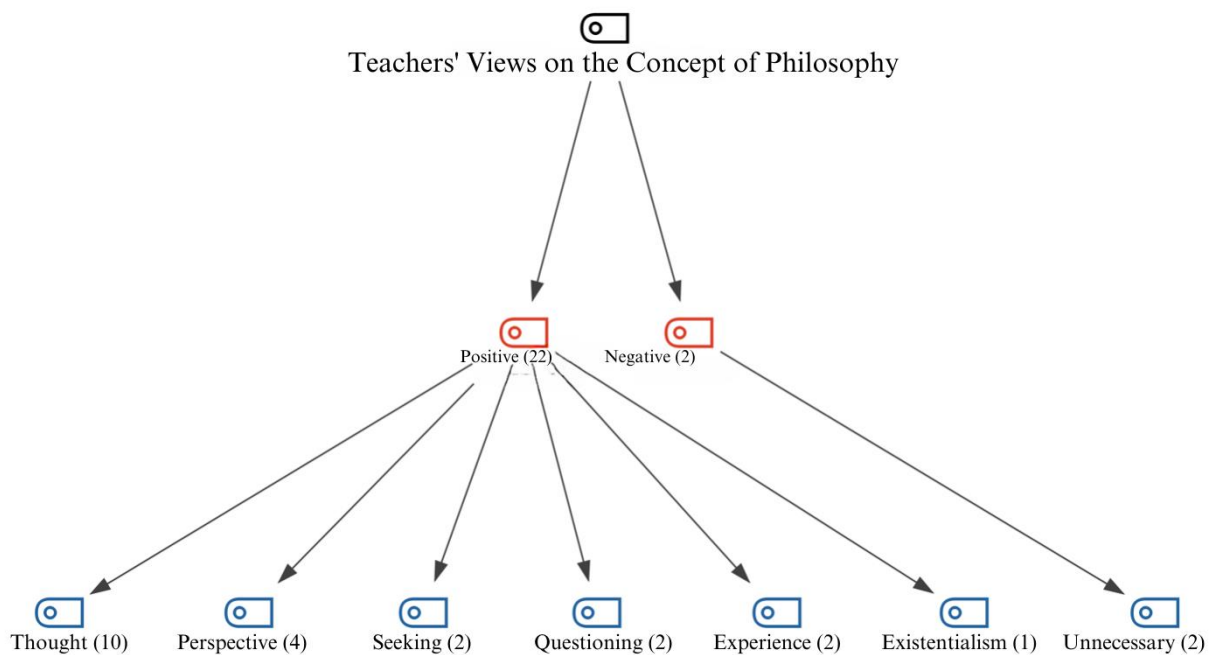 Teachers' Views on the Concept of Philosophy
Positive (22)
Negative (2)
Thought (10)
Perspective (4)
Seeking (2)
Questioning (2)
Experience (2)
Existentialism (1)
Unnecessary (2)